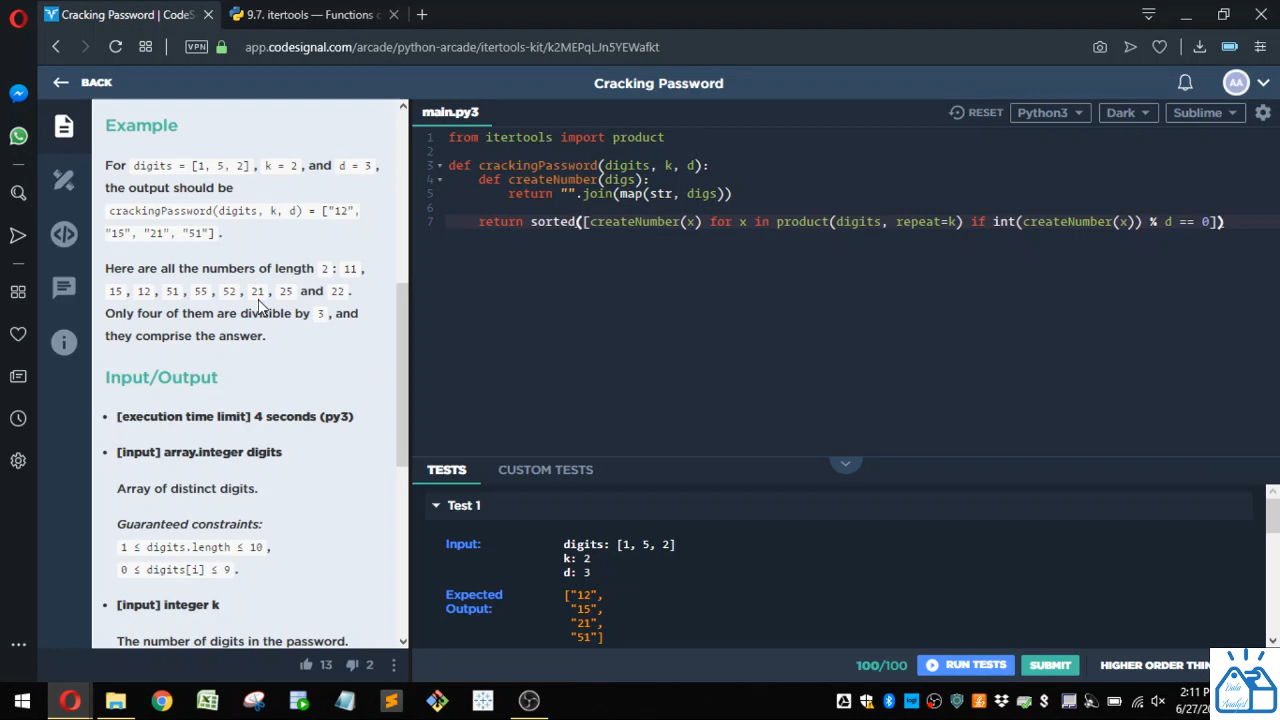 Cracking Password | CodeS
9.7. itertools — Functions c
VPN
app.codesignal.com/arcade/python-arcade/itertools-kit/k2MEPqLJn5YEWafkt
BACK
Cracking Password
AA
Example
For digits = [1, 5, 2], k = 2, and d = 3,
the output should be
crackingPassword(digits, k, d) = ["12",
"15", "21", "51"].
Here are all the numbers of length 2: 11,
15, 12, 51, 55, 52, 21, 25 and 22.
Only four of them are divisible by 3, and
they comprise the answer.
Input/Output
• [execution time limit] 4 seconds (py3)
• [input] array.integer digits
Array of distinct digits.
Guaranteed constraints:
1 ≤ digits.length ≤ 10,
0 ≤ digits[i] ≤ 9.
• [input] integer k
The number of digits in the password.
13
2
main.py3
RESET
Python3
Dark
Sublime
1 from itertools import product
2
3 def crackingPassword(digits, k, d):
4 def createNumber(digs):
5 return "".join(map(str, digs))
6
7 return sorted([createNumber(x) for x in product(digits, repeat=k) if int(createNumber(x)) % d == 0])
TESTS
CUSTOM TESTS
Test 1
Input:
digits: [1, 5, 2]
k: 2
d: 3
Expected
Output:
["12",
"15",
"21",
"51"]
100/100
RUN TESTS
SUBMIT
HIGHER ORDER THIN
2:11 PM
6/27/20
Data
Analyst